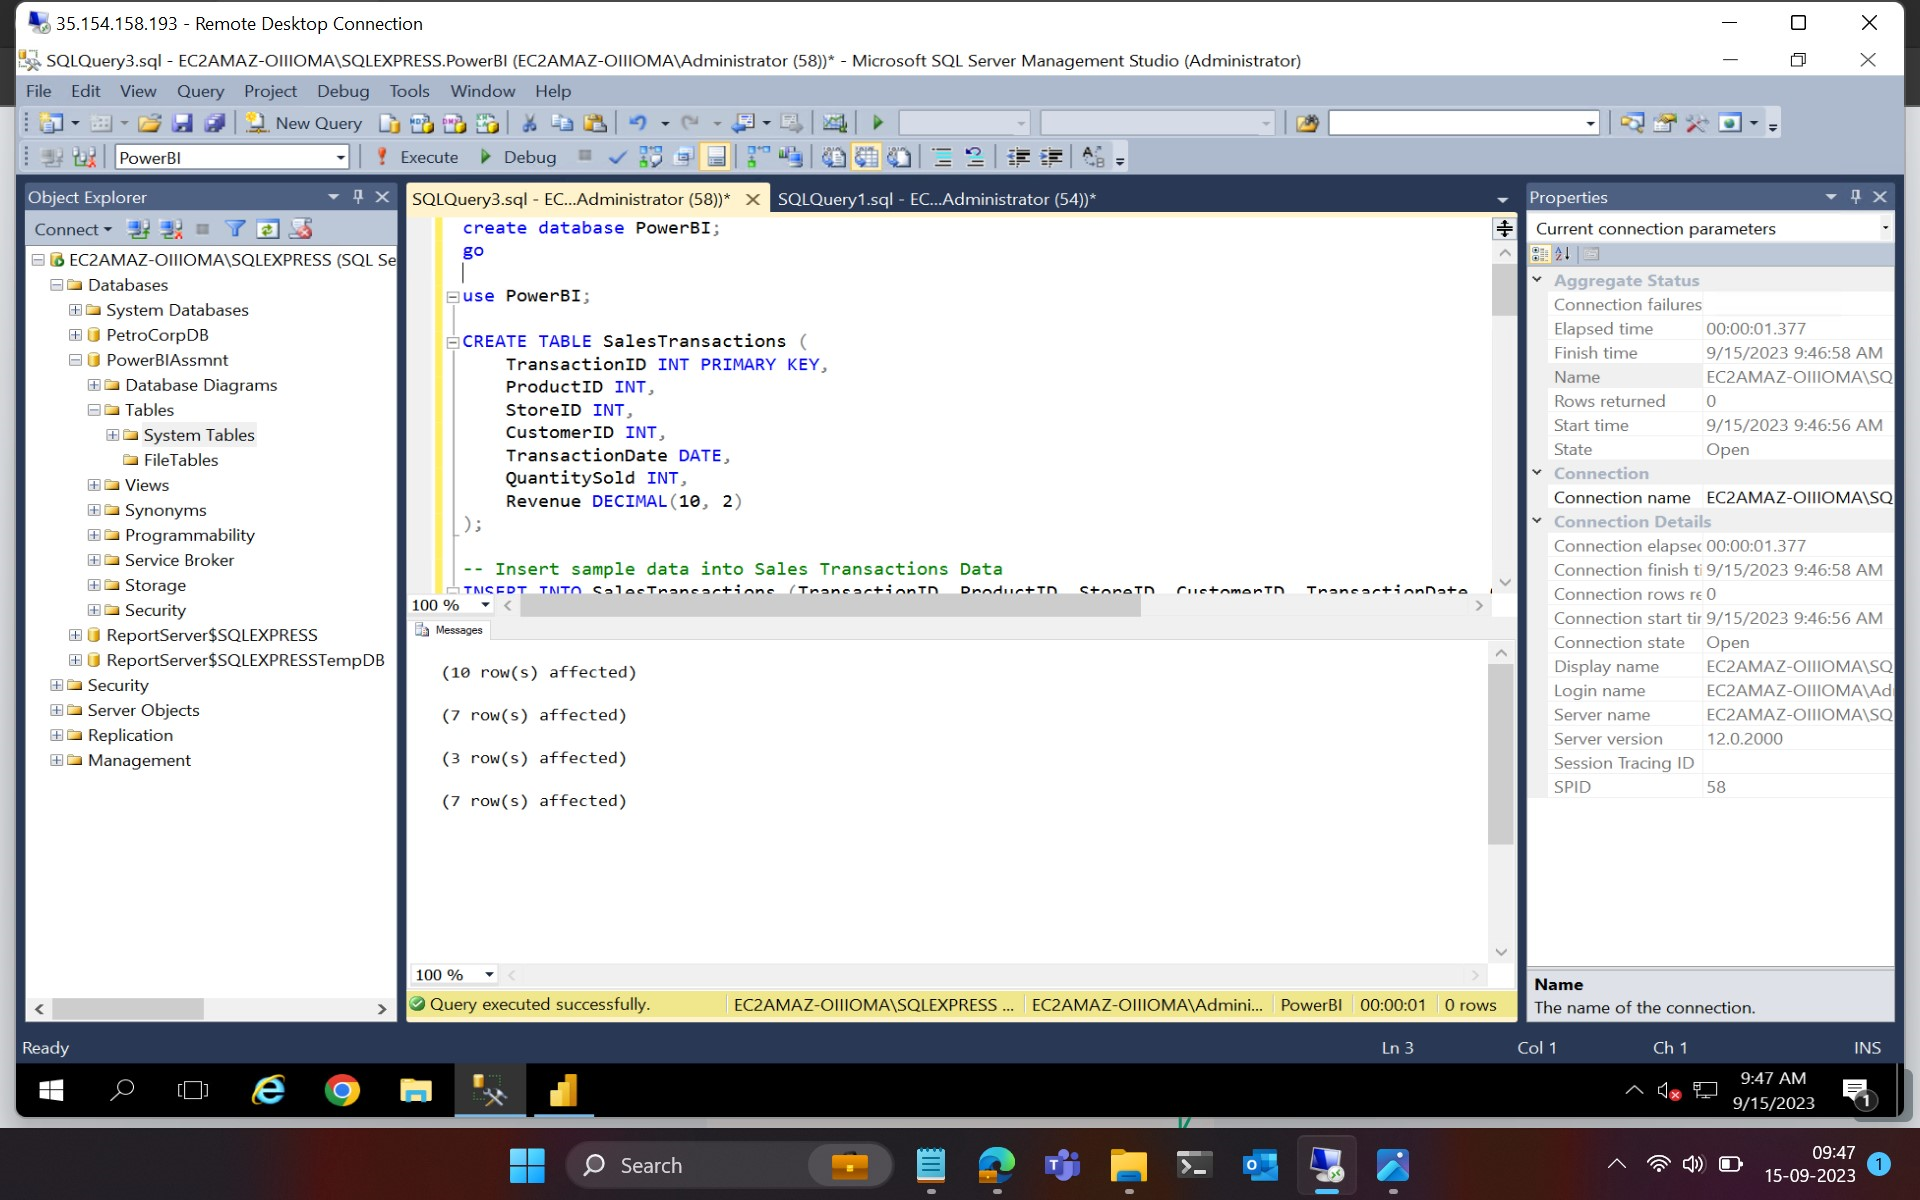 35.154.158.193 - Remote Desktop Connection
SQLQuery3.sql - EC2AMAZ-OIIIOMA\SQLEXPRESS.PowerBI (EC2AMAZ-OIIIOMA\Administrator (58))* - Microsoft SQL Server Management Studio (Administrator)
File Edit View Query Project Debug Tools Window Help
New Query
PowerBI Execute Debug
Object Explorer
Connect
EC2AMAZ-OIIIOMA\SQLEXPRESS (SQL Se
Databases
System Databases
PetroCorpDB
PowerBIAssmnt
Database Diagrams
Tables
System Tables
FileTables
Views
Synonyms
Programmability
Service Broker
Storage
Security
ReportServer$SQLEXPRESS
ReportServer$SQLEXPRESSTempDB
Security
Server Objects
Replication
Management
SQLQuery3.sql - EC...Administrator (58))* SQLQuery1.sql - EC...Administrator (54))*
create database PowerBI;
go
use PowerBI;
CREATE TABLE SalesTransactions (
TransactionID INT PRIMARY KEY,
ProductID INT,
StoreID INT,
CustomerID INT,
TransactionDate DATE,
QuantitySold INT,
Revenue DECIMAL(10, 2)
);
-- Insert sample data into Sales Transactions Data
INSERT INTO SalesTransactions (TransactionID, ProductID, StoreID, CustomerID, TransactionDate,
100 %
Messages
(10 row(s) affected)
(7 row(s) affected)
(3 row(s) affected)
(7 row(s) affected)
100 %
Query executed successfully. EC2AMAZ-OIIIOMA\SQLEXPRESS ... EC2AMAZ-OIIIOMA\Admini... PowerBI 00:00:01 0 rows
Properties
Current connection parameters
Aggregate Status
Connection failures
Elapsed time 00:00:01.377
Finish time 9/15/2023 9:46:58 AM
Name EC2AMAZ-OIIIOMA\SQ
Rows returned 0
Start time 9/15/2023 9:46:56 AM
State Open
Connection
Connection name EC2AMAZ-OIIIOMA\SQ
Connection Details
Connection elapsec 00:00:01.377
Connection finish ti 9/15/2023 9:46:58 AM
Connection rows re 0
Connection start tir 9/15/2023 9:46:56 AM
Connection state Open
Display name EC2AMAZ-OIIIOMA\SQ
Login name EC2AMAZ-OIIIOMA\Ad
Server name EC2AMAZ-OIIIOMA\SQ
Server version 12.0.2000
Session Tracing ID
SPID 58
Name
The name of the connection.
Ready Ln 3 Col 1 Ch 1 INS
9:47 AM
9/15/2023
1
Search
09:47
15-09-2023
1